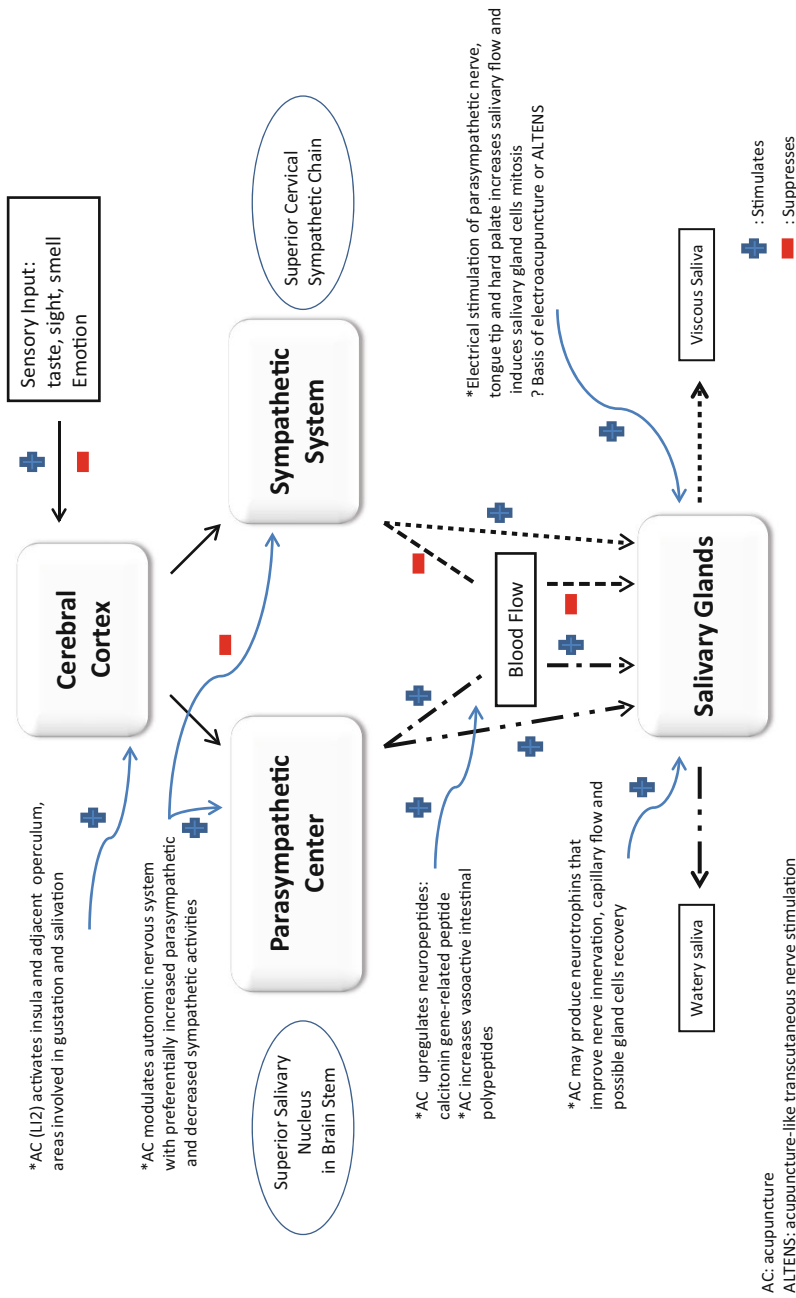 Sensory Input:
taste, sight, smell
Emotion
Cerebral
Cortex
*AC (LI2) activates insula and adjacent operculum,
areas involved in gustation and salivation
*AC modulates autonomic nervous system
with preferentially increased parasympathetic
and decreased sympathetic activities
Superior Salivary
Nucleus
in Brain Stem
Parasympathetic
Center
Sympathetic
System
Superior Cervical
Sympathetic Chain
*AC upregulates neuropeptides:
calcitonin gene-related peptide
*AC increases vasoactive intestinal
polypeptides
Blood Flow
*Electrical stimulation of parasympathetic nerve,
tongue tip and hard palate increases salivary flow and
induces salivary gland cells mitosis
? Basis of electroacupuncture or ALTENS
*AC may produce neurotrophins that
improve nerve innervation, capillary flow and
possible gland cells recovery
Watery saliva
Salivary Glands
Viscous Saliva
: Stimulates
: Suppresses
AC: acupuncture
ALTENS: acupuncture-like transcutaneous nerve stimulation